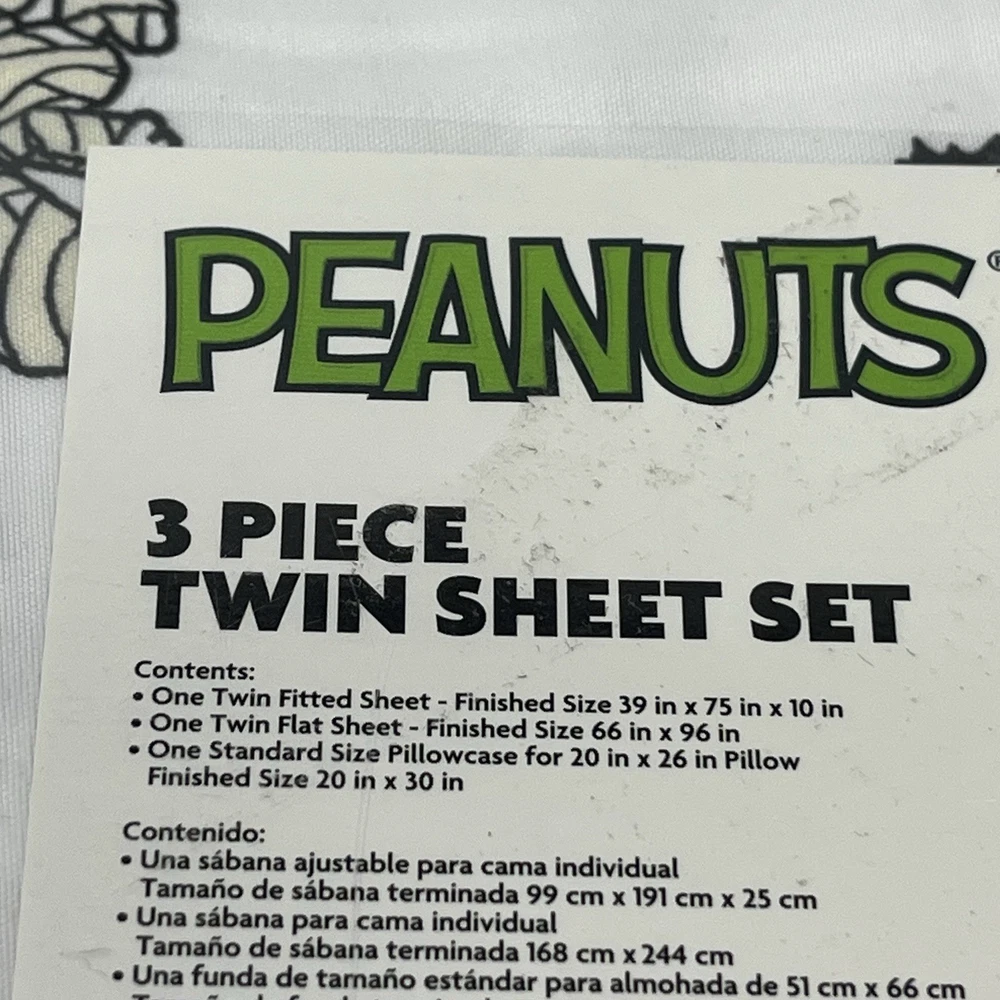 PEANUTS®
3 PIECE
TWIN SHEET SET
Contents:
• One Twin Fitted Sheet - Finished Size 39 in x 75 in x 10 in
• One Twin Flat Sheet - Finished Size 66 in x 96 in
• One Standard Size Pillowcase for 20 in x 26 in Pillow
Finished Size 20 in x 30 in
Contenido:
• Una sábana ajustable para cama individual
Tamaño de sábana terminada 99 cm x 191 cm x 25 cm
• Una sábana para cama individual
Tamaño de sábana terminada 168 cm x 244 cm
• Una funda de tamaño estándar para almohada de 51 cm x 66 cm